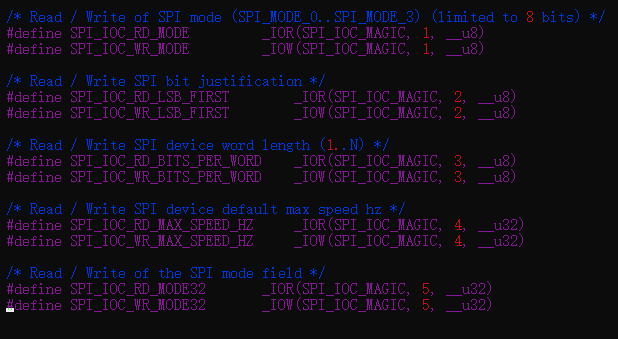 /* Read / Write of SPI mode (SPI_MODE_0..SPI_MODE_3) (limited to 8 bits) */
#define SPI_IOC_RD_MODE _IOR(SPI_IOC_MAGIC, 1, __u8)
#define SPI_IOC_WR_MODE _IOW(SPI_IOC_MAGIC, 1, __u8)
/* Read / Write SPI bit justification */
#define SPI_IOC_RD_LSB_FIRST _IOR(SPI_IOC_MAGIC, 2, __u8)
#define SPI_IOC_WR_LSB_FIRST _IOW(SPI_IOC_MAGIC, 2, __u8)
/* Read / Write SPI device word length (1..N) */
#define SPI_IOC_RD_BITS_PER_WORD _IOR(SPI_IOC_MAGIC, 3, __u8)
#define SPI_IOC_WR_BITS_PER_WORD _IOW(SPI_IOC_MAGIC, 3, __u8)
/* Read / Write SPI device default max speed hz */
#define SPI_IOC_RD_MAX_SPEED_HZ _IOR(SPI_IOC_MAGIC, 4, __u32)
#define SPI_IOC_WR_MAX_SPEED_HZ _IOW(SPI_IOC_MAGIC, 4, __u32)
/* Read / Write of the SPI mode field */
#define SPI_IOC_RD_MODE32 _IOR(SPI_IOC_MAGIC, 5, __u32)
#define SPI_IOC_WR_MODE32 _IOW(SPI_IOC_MAGIC, 5, __u32)